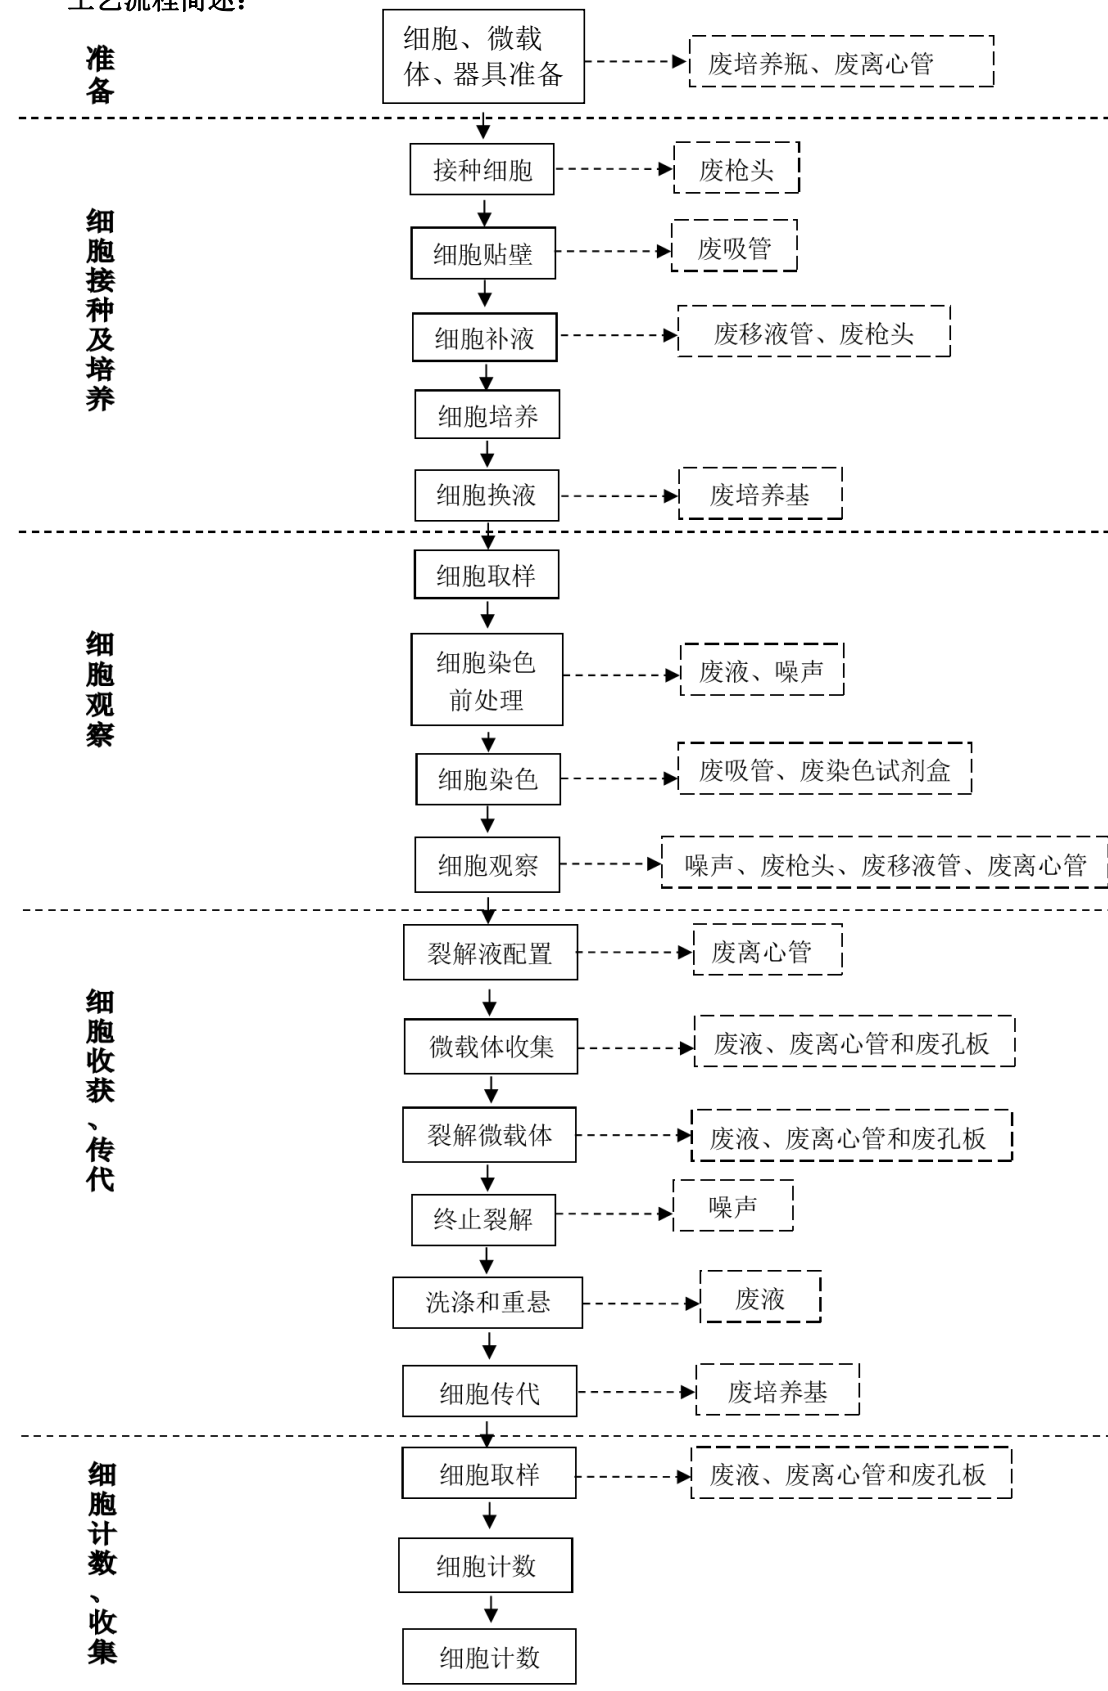 工艺流程简述：
准备
细胞、微载
体、器具准备
废培养瓶、废离心管
细胞接种及培养
接种细胞
废枪头
细胞贴壁
废吸管
细胞补液
废移液管、废枪头
细胞培养
细胞换液
废培养基
细胞观察
细胞取样
细胞染色
前处理
废液、噪声
细胞染色
废吸管、废染色试剂盒
细胞观察
噪声、废枪头、废移液管、废离心管
细胞收获、传代
裂解液配置
废离心管
微载体收集
废液、废离心管和废孔板
裂解微载体
废液、废离心管和废孔板
终止裂解
噪声
洗涤和重悬
废液
细胞传代
废培养基
细胞计数、收集
细胞取样
废液、废离心管和废孔板
细胞计数
细胞计数